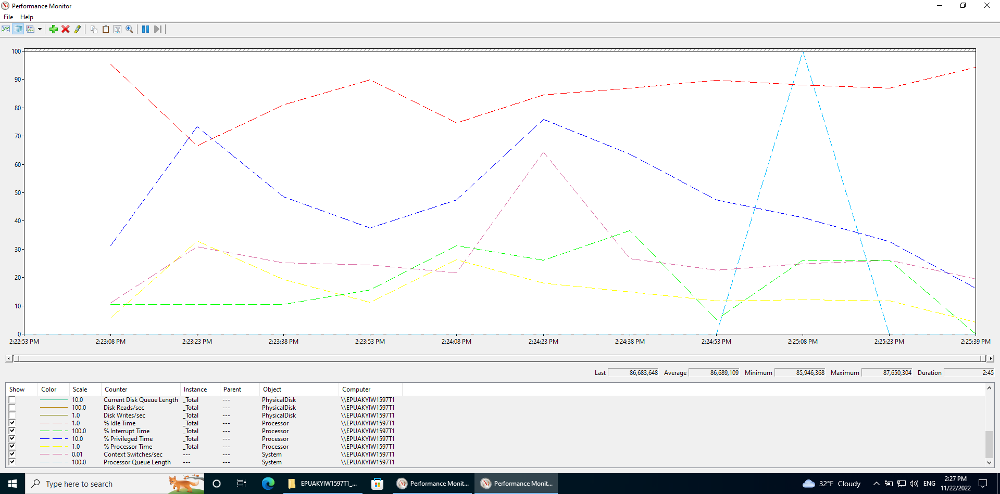 Performance Monitor
File Help
100
90
80
70
60
50
40
30
20
10
0
2:22:53 PM 2:23:08 PM 2:23:23 PM 2:23:38 PM 2:23:53 PM 2:24:08 PM 2:24:23 PM 2:24:38 PM 2:24:53 PM 2:25:08 PM 2:25:23 PM 2:25:39 PM
Last 86,683,648 Average 86,689,109 Minimum 85,946,368 Maximum 87,650,304 Duration 2:45
Show Color Scale Counter Instance Parent Object Computer
10.0 Current Disk Queue Length _Total --- PhysicalDisk \\EPUAKYIW1597T1
100.0 Disk Reads/sec _Total --- PhysicalDisk \\EPUAKYIW1597T1
1.0 Disk Writes/sec _Total --- PhysicalDisk \\EPUAKYIW1597T1
1.0 % Idle Time _Total --- Processor \\EPUAKYIW1597T1
100.0 % Interrupt Time _Total --- Processor \\EPUAKYIW1597T1
10.0 % Privileged Time _Total --- Processor \\EPUAKYIW1597T1
1.0 % Processor Time _Total --- Processor \\EPUAKYIW1597T1
0.01 Context Switches/sec --- --- System \\EPUAKYIW1597T1
100.0 Processor Queue Length --- --- System \\EPUAKYIW1597T1
Type here to search EPUAKYIW1597T1_... Performance Monit... Performance Monit... 32°F Cloudy ENG 2:27 PM
11/22/2022